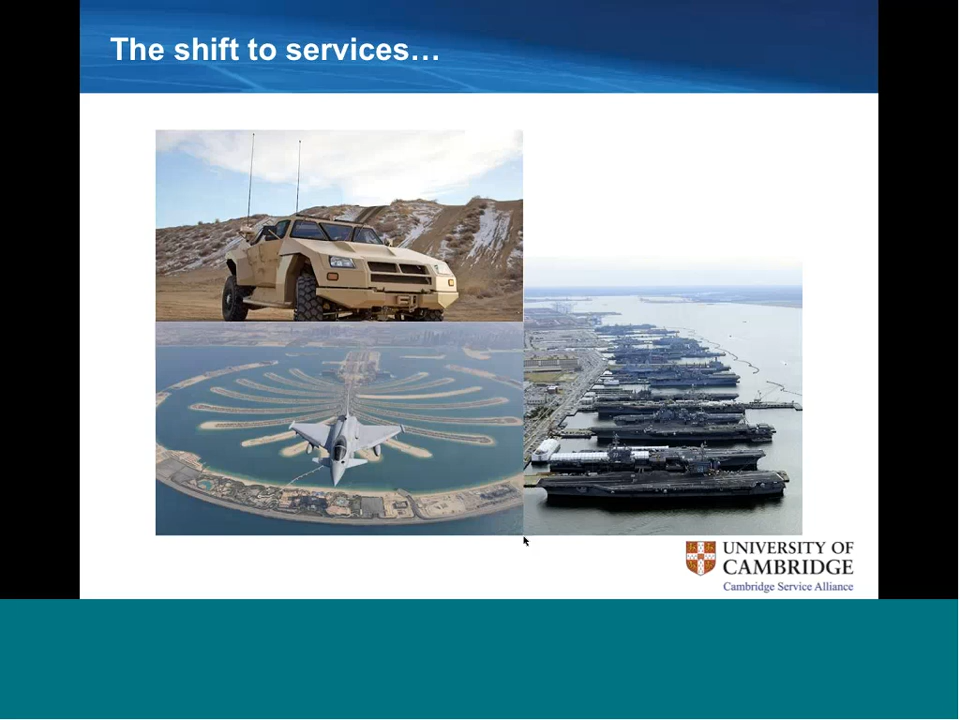 The shift to services…
UNIVERSITY OF
CAMBRIDGE
Cambridge Service Alliance